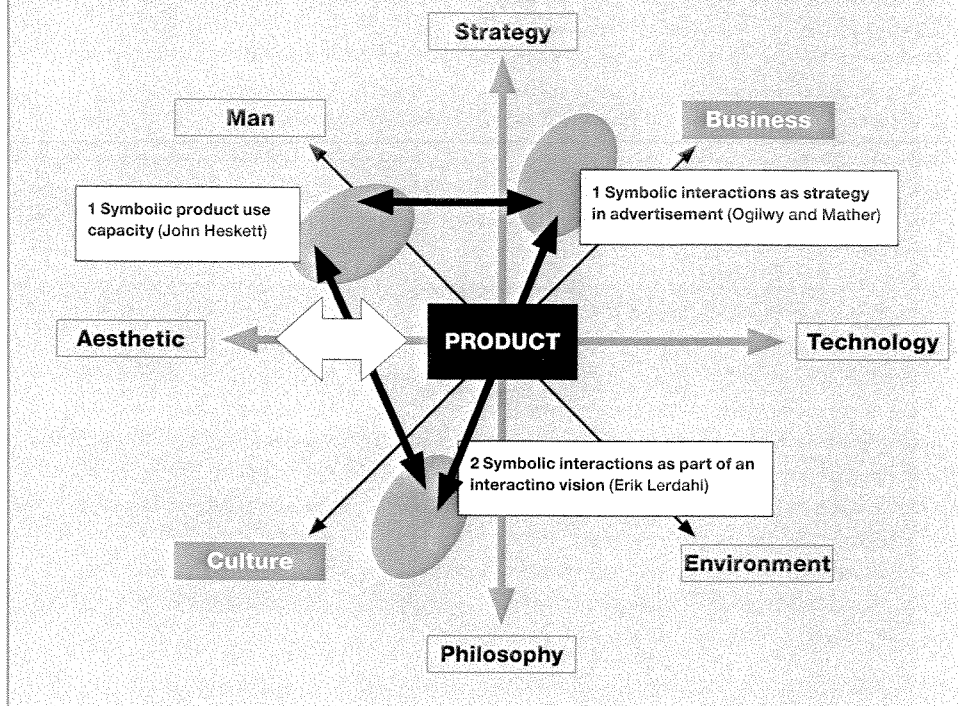 Strategy
Man
Business
1 Symbolic product use
capacity (John Heskett)
1 Symbolic interactions as strategy
in advertisement (Ogilwy and Mather)
Aesthetic
PRODUCT
Technology
2 Symbolic interactions as part of an
interactino vision (Erik Lerdahl)
Culture
Environment
Philosophy